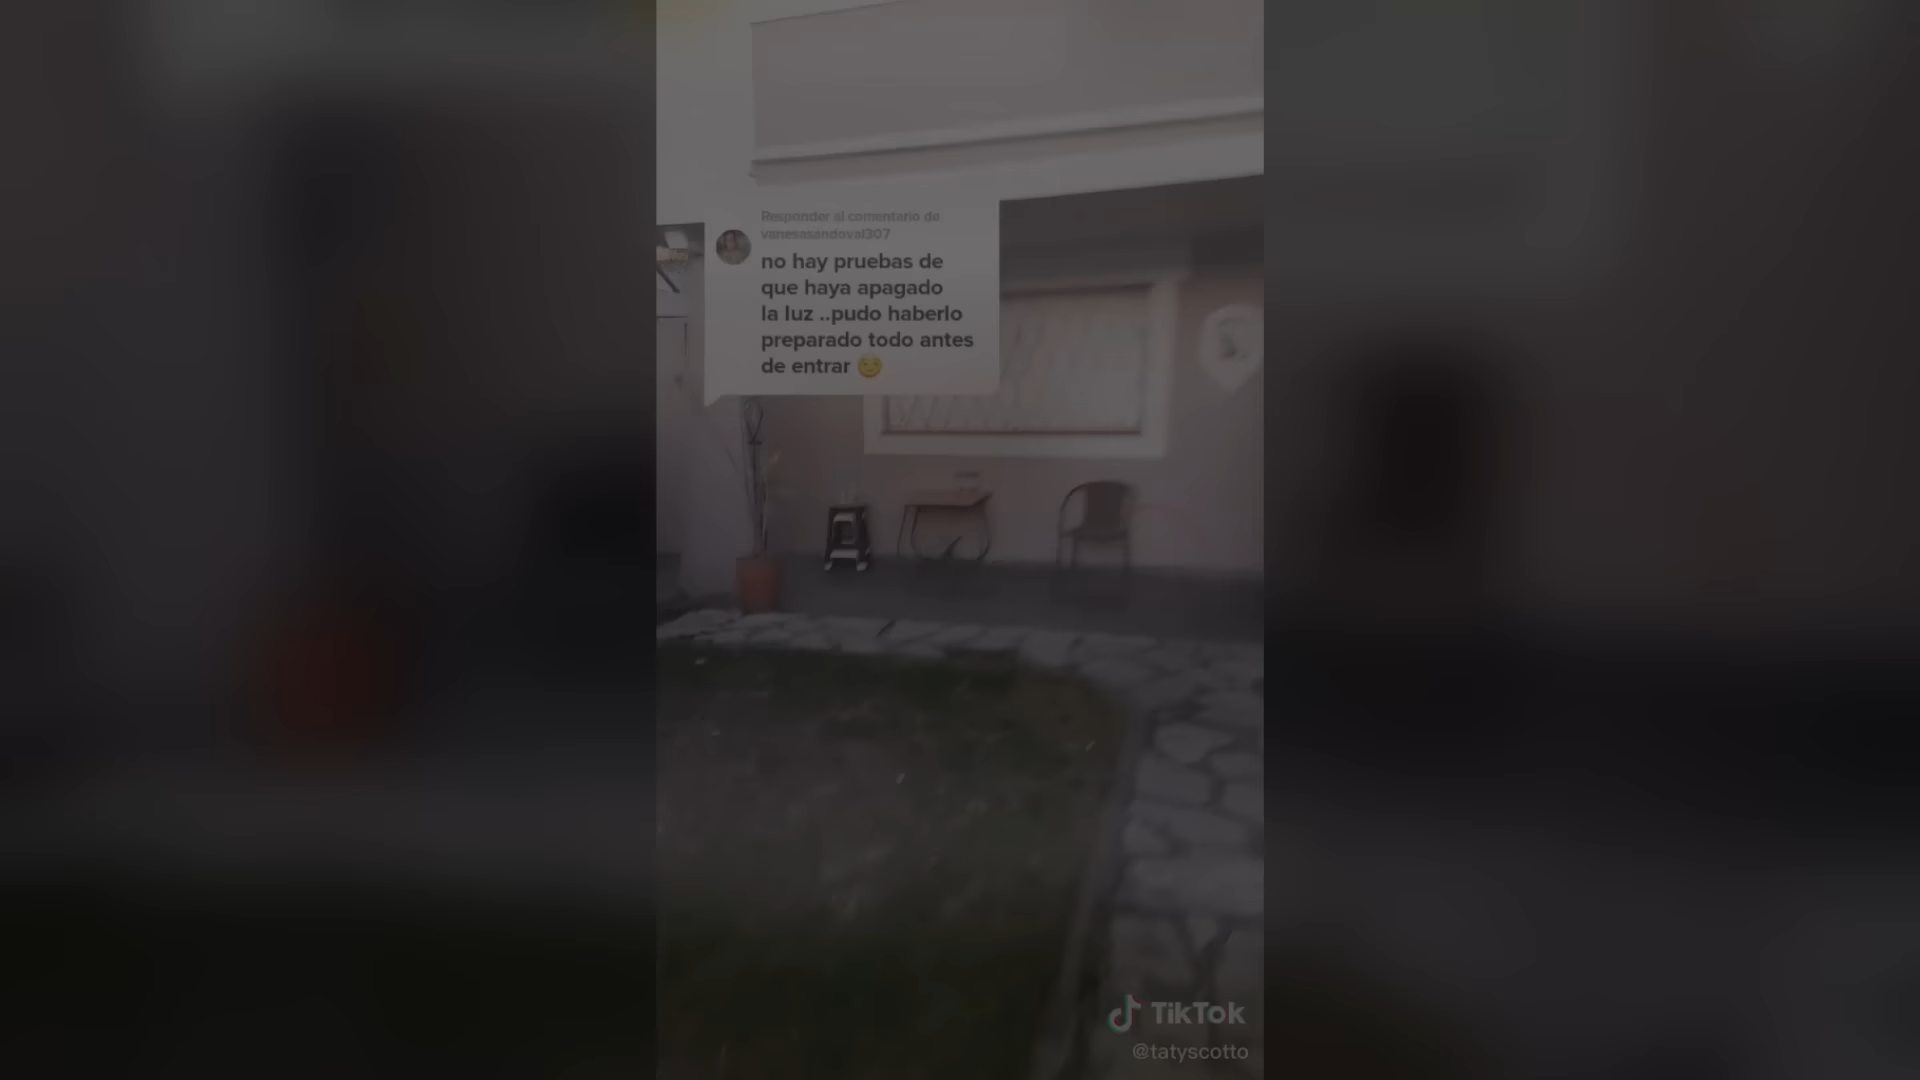 Responder al comentario de
vanesasandoval307
no hay pruebas de
que haya apagado
la luz ..pudo haberlo
preparado todo antes
de entrar 😏
TikTok
@tatyscotto